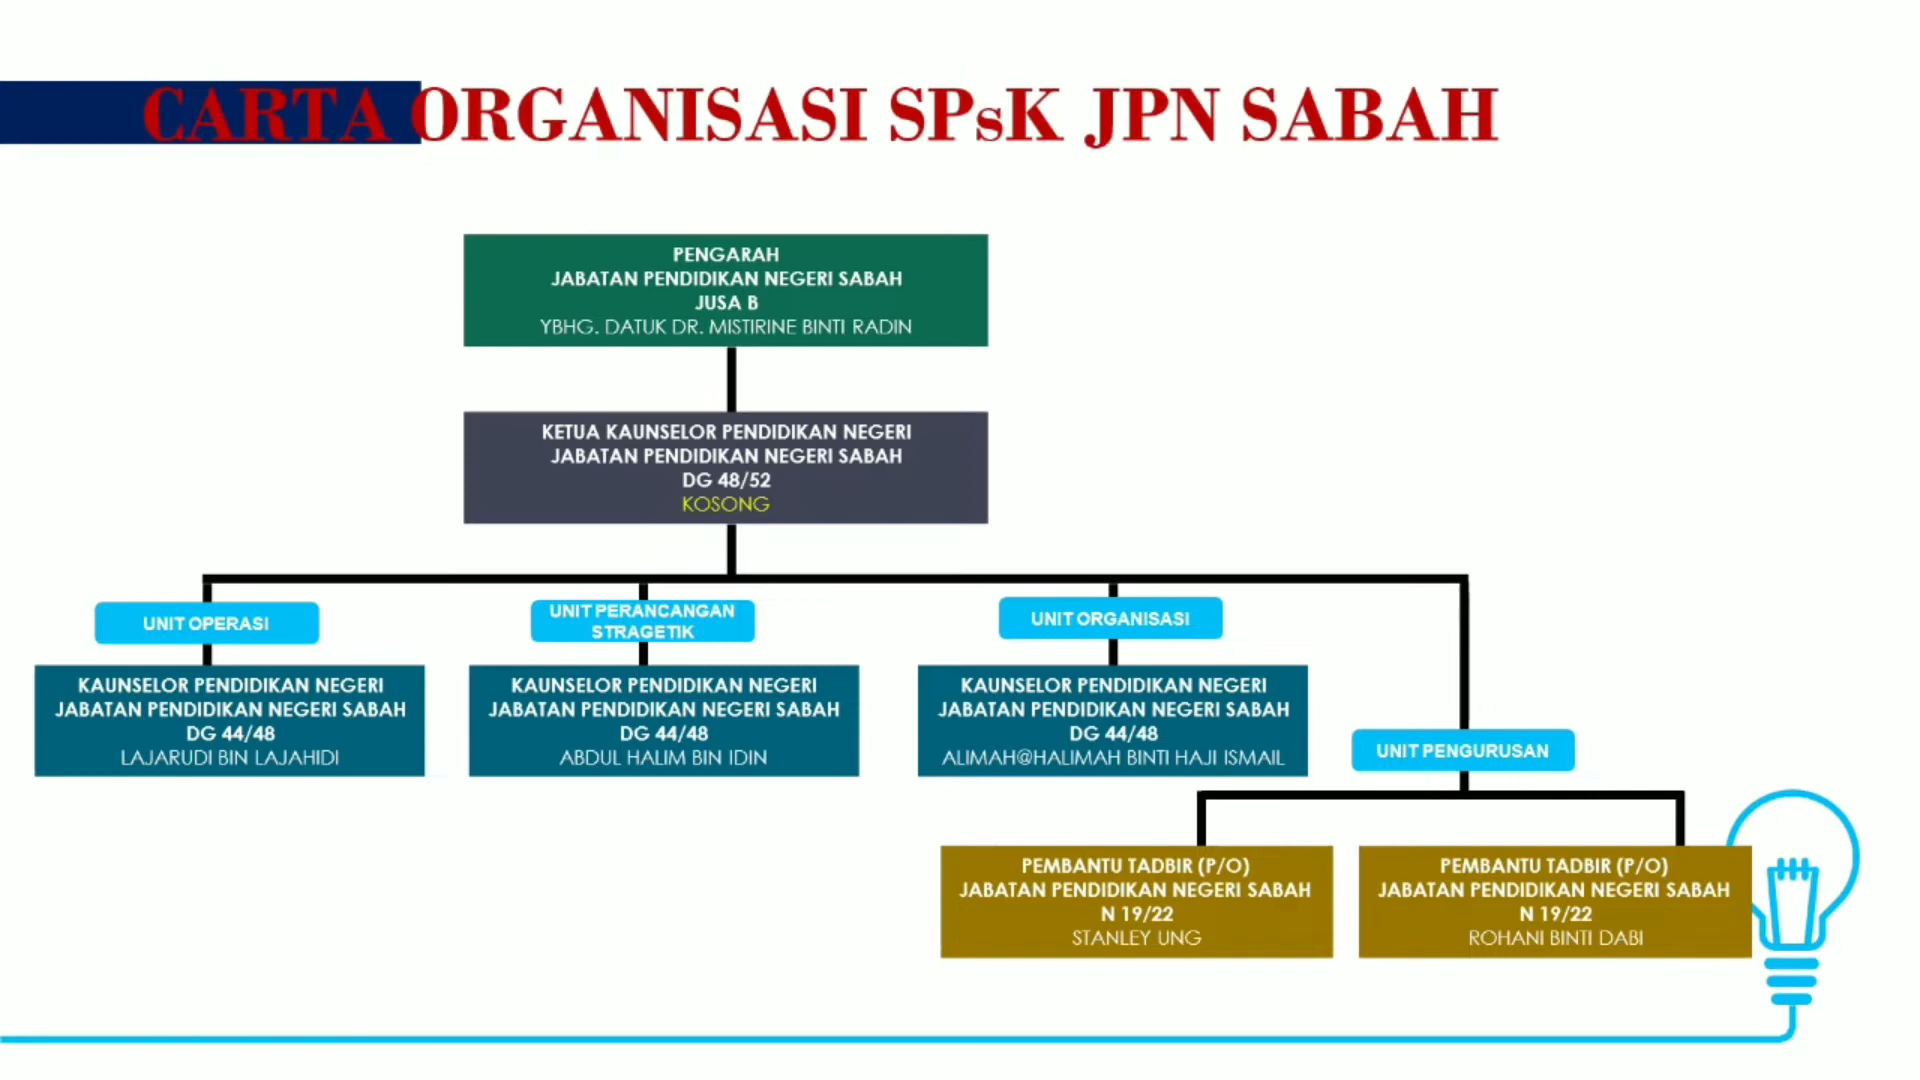 CARTA ORGANISASI SPsK JPN SABAH
PENGARAH
JABATAN PENDIDIKAN NEGERI SABAH
JUSA B
YBHG. DATUK DR. MISTIRINE BINTI RADIN
KETUA KAUNSELOR PENDIDIKAN NEGERI
JABATAN PENDIDIKAN NEGERI SABAH
DG 48/52
KOSONG
UNIT OPERASI
KAUNSELOR PENDIDIKAN NEGERI
JABATAN PENDIDIKAN NEGERI SABAH
DG 44/48
LAJARUDI BIN LAJAHIDI
UNIT PERANCANGAN
STRAGETIK
KAUNSELOR PENDIDIKAN NEGERI
JABATAN PENDIDIKAN NEGERI SABAH
DG 44/48
ABDUL HALIM BIN IDIN
UNIT ORGANISASI
KAUNSELOR PENDIDIKAN NEGERI
JABATAN PENDIDIKAN NEGERI SABAH
DG 44/48
ALIMAH@HALIMAH BINTI HAJI ISMAIL
UNIT PENGURUSAN
PEMBANTU TADBIR (P/O)
JABATAN PENDIDIKAN NEGERI SABAH
N 19/22
STANLEY UNG
PEMBANTU TADBIR (P/O)
JABATAN PENDIDIKAN NEGERI SABAH
N 19/22
ROHANI BINTI DABI